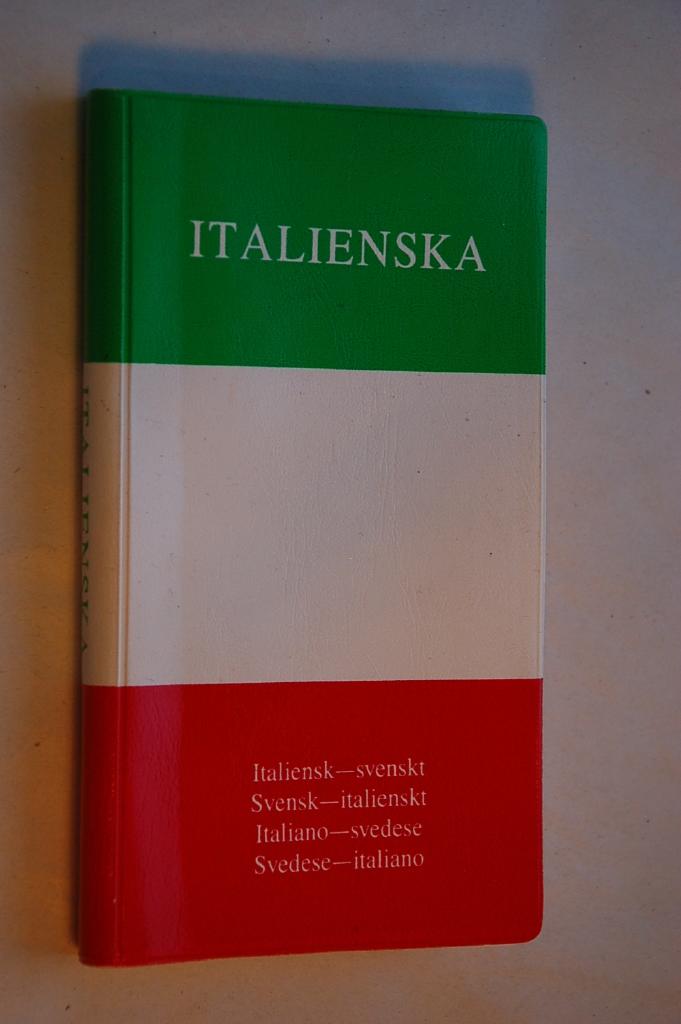 ITALIENSKA
ITALIENSKA
Italiensk—svenskt
Svensk—italienskt
Italiano—svedese
Svedese—italiano